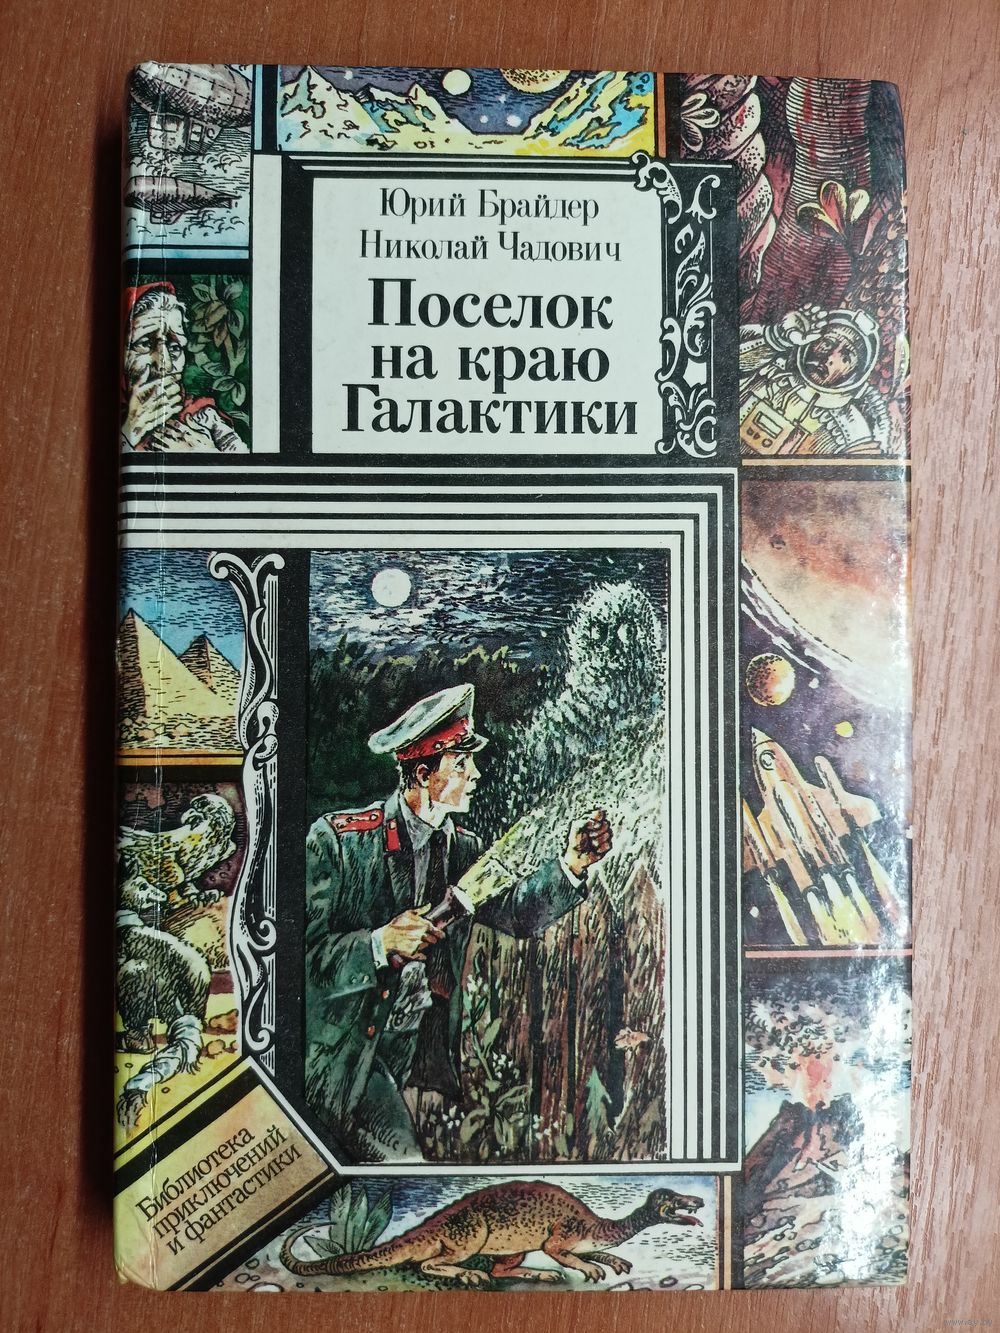 Юрий Брайдер
Николай Чадович
Поселок
на краю
Галактики
Библиотека
приключений
и фантастики